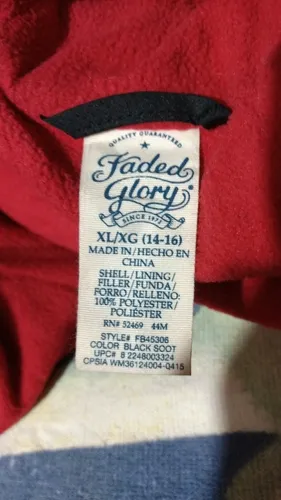 QUALITY GUARANTEED
Faded
Glory®
SINCE 1972
XL/XG (14-16)
MADE IN/HECHO EN
CHINA
SHELL/LINING/
FILLER/FUNDA/
FORRO/RELLENO:
100% POLYESTER/
POLIÉSTER
RN# 52469 44M
STYLE# FB45306
COLOR BLACK SOOT
UPC# 8 2248003324
CPSIA WM36124004-0415